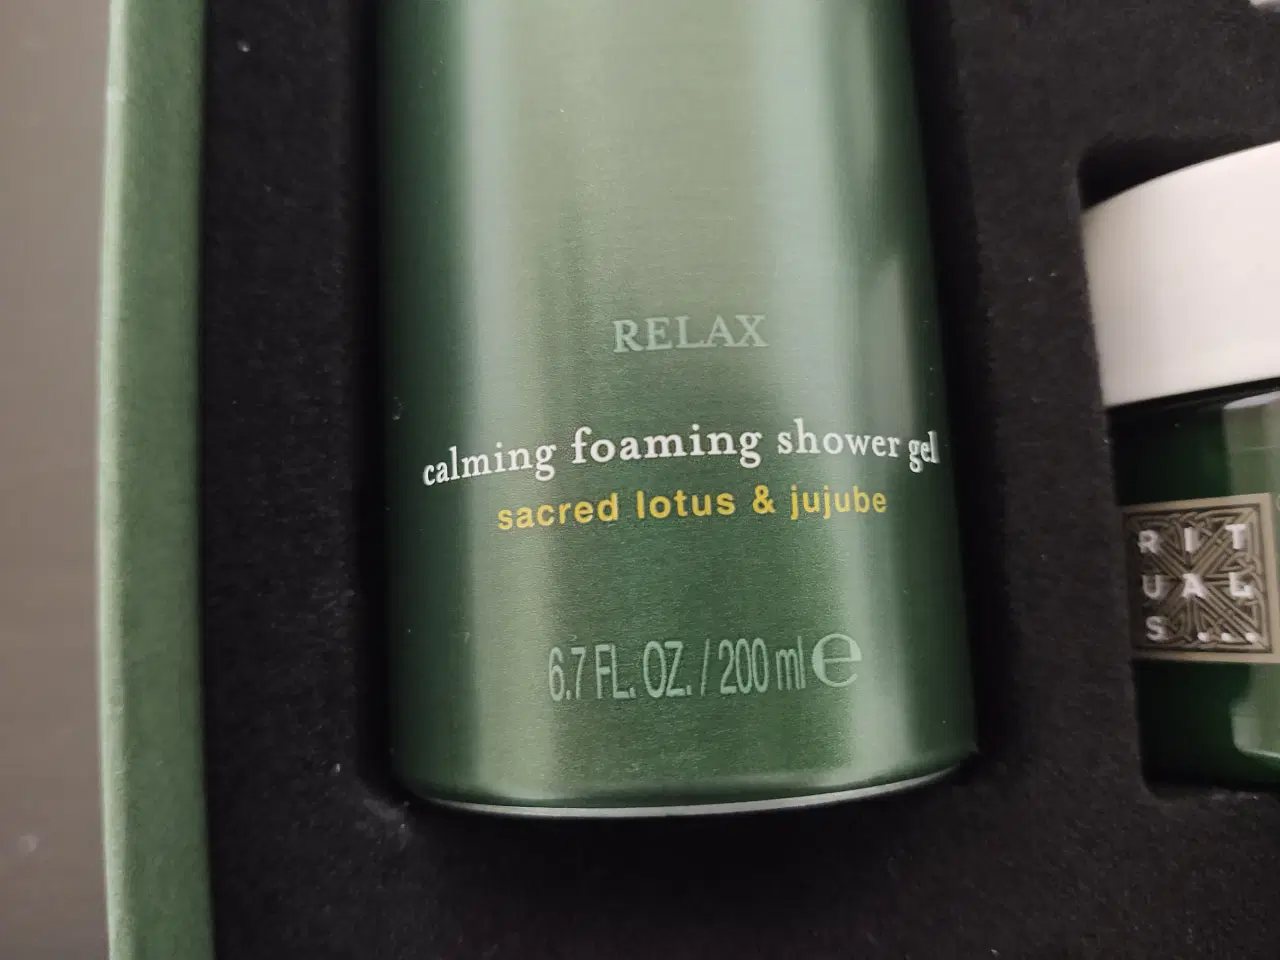 RELAX
calming foaming shower gel
sacred lotus & jujube
6.7 FL. OZ. / 200 ml ℮
RIT
UAL
S...